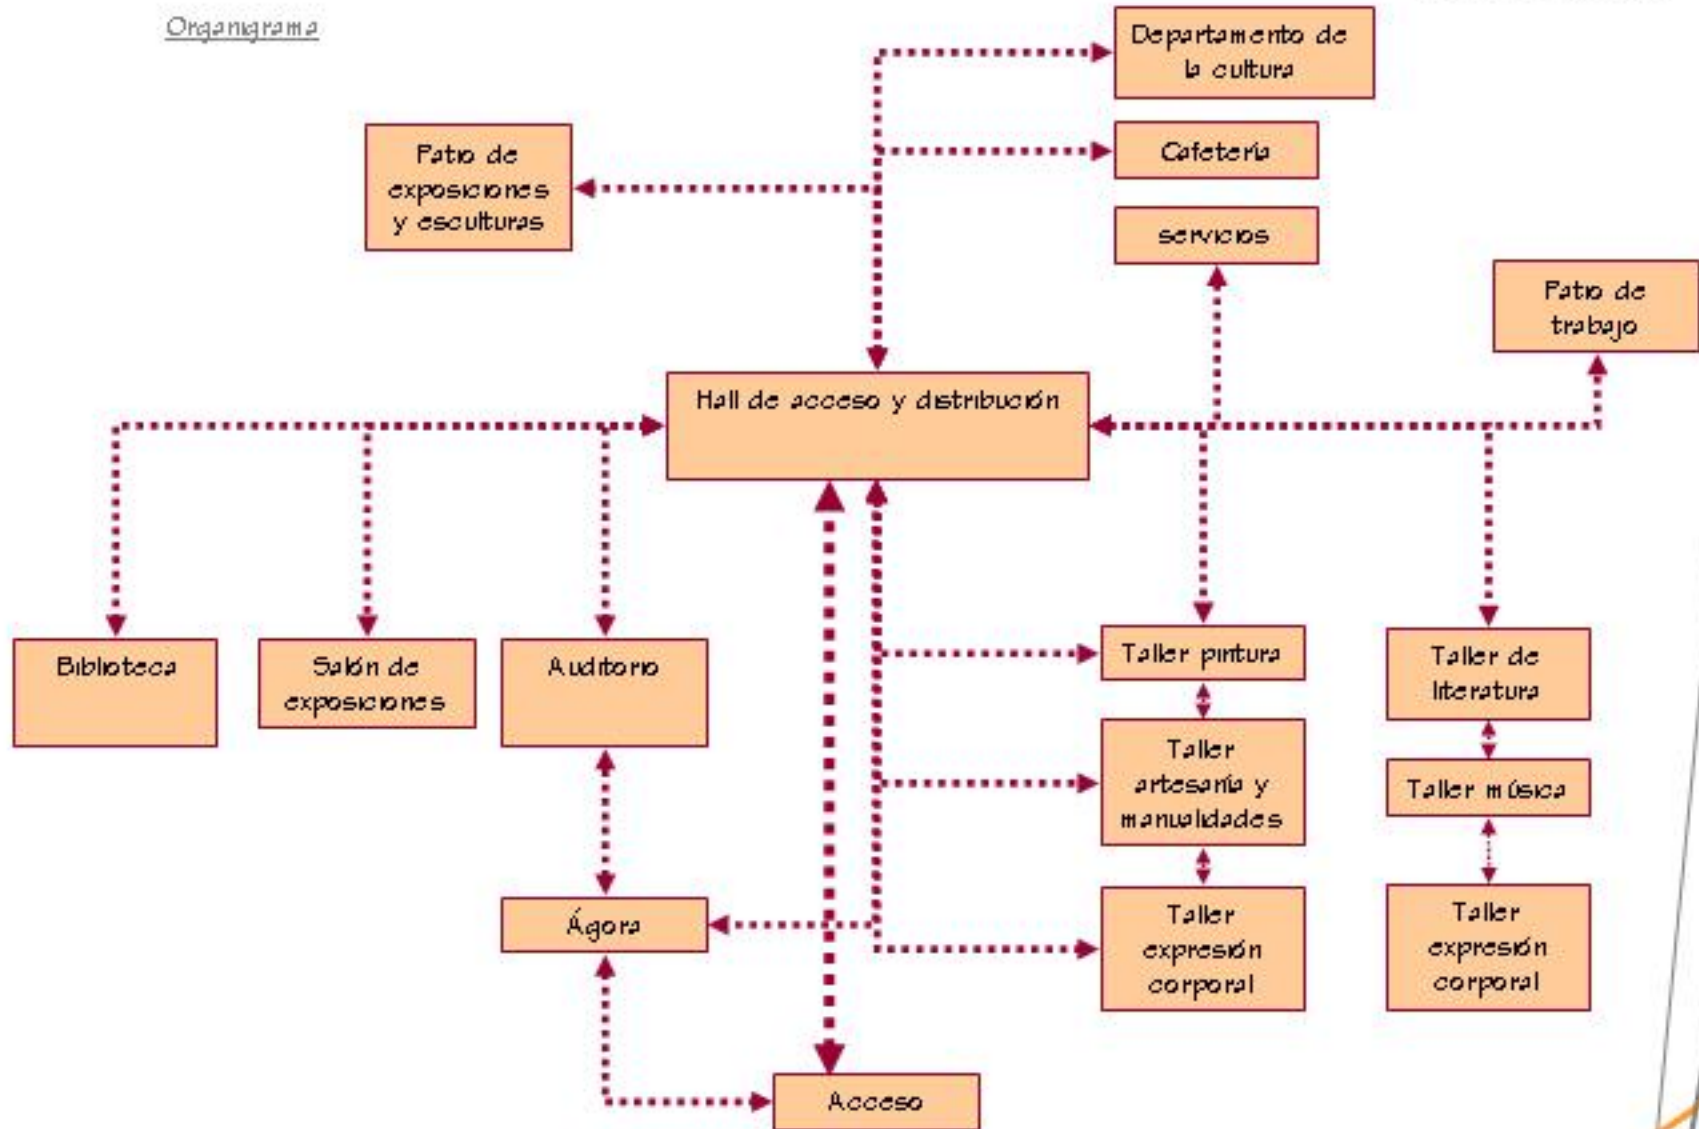 Organigrama
Departamento de
la cultura
Patio de
exposiciones
y esculturas
Cafetería
servicios
Patio de
trabajo
Hall de acceso y distribución
Biblioteca
Salón de
exposiciones
Auditorio
Taller pintura
Taller de
literatura
Taller
artesanía y
manualidades
Taller música
Ágora
Taller
expresión
corporal
Taller
expresión
corporal
Acceso